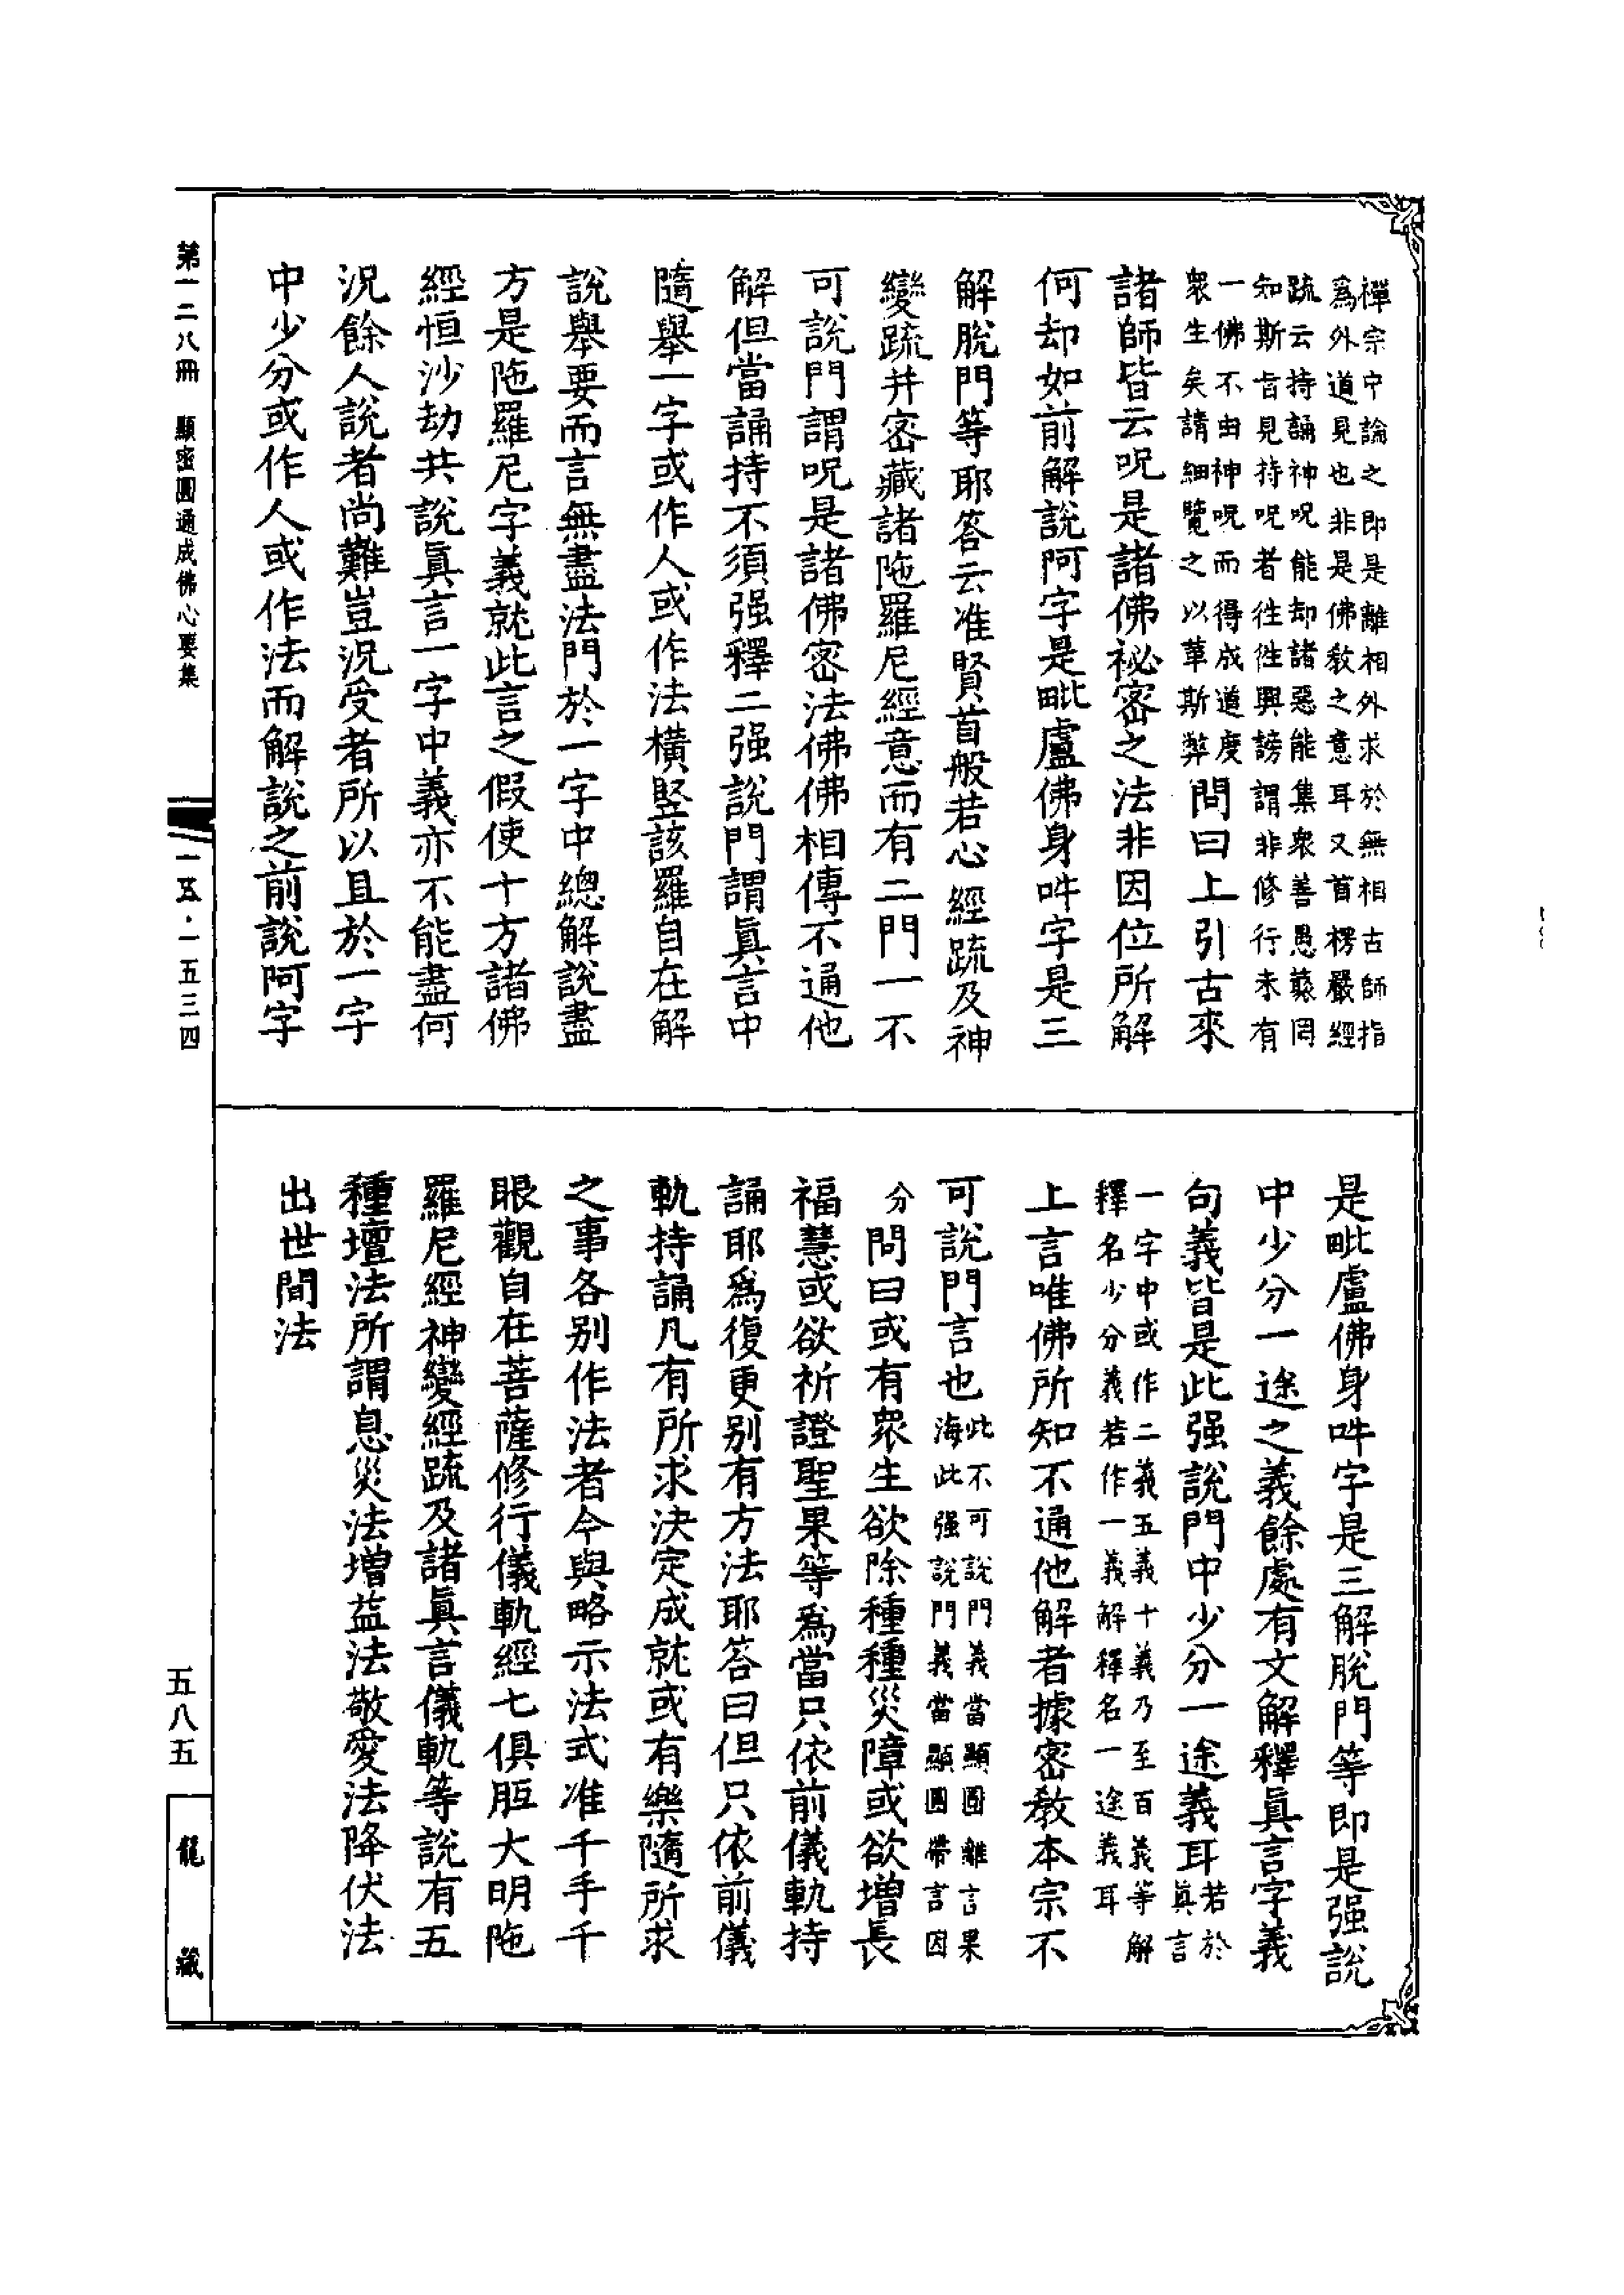 禪宗中論之即是離相外求於無相古師指
爲外道見也非是佛敎之意耳又首楞嚴經
疏云持誦神呪能却諸惡能集衆善愚藂罔
知斯旨見持呪者往往興謗謂非修行未有
一佛不由神呪而得成道度
衆生矣請細覽之以革斯弊問曰上引古來
諸師皆云呪是諸佛祕密之法非因位所解
何却如前解說阿字是毗盧佛身吽字是三
解脫門等耶答云准賢首般若心經疏及神
變疏并密藏諸陁羅尼經意而有二門一不
可說門謂呪是諸佛密法佛佛相傳不通他
解但當誦持不須强釋二强說門謂眞言中
隨舉一字或作人或作法橫竪該羅自在解
說舉要而言無盡法門於一字中總解說盡
方是陁羅尼字義就此言之假使十方諸佛
經恒沙劫共說眞言一字中義亦不能盡何
況餘人說者尚難豈況受者所以且於一字
中少分或作人或作法而解說之前說阿字
是毗盧佛身吽字是三解脫門等即是强說
中少分一途之義餘處有文解釋眞言字義
句義皆是此强說門中少分一途義耳若於
眞言
一字中或作二義五義十義乃至百義等解
釋名少分義若作一義解釋名一途義耳
上言唯佛所知不通他解者據密敎本宗不
可說門言也此不可說門義當顯圓離言果
海此强說門義當顯圓帶言因
分問曰或有衆生欲除種種災障或欲增長
福慧或欲祈證聖果等爲當只依前儀軌持
誦耶爲復更別有方法耶答曰但只依前儀
軌持誦凡有所求決定成就或有樂隨所求
之事各別作法者今與略示法式准千手千
眼觀自在菩薩修行儀軌經七俱胝大明陁
羅尼經神變經疏及諸眞言儀軌等說有五
種壇法所謂息災法增益法敬愛法降伏法
出世間法
第一二八冊 顯密圓通成佛心要集
一五五·一五三四
五八五
龍藏